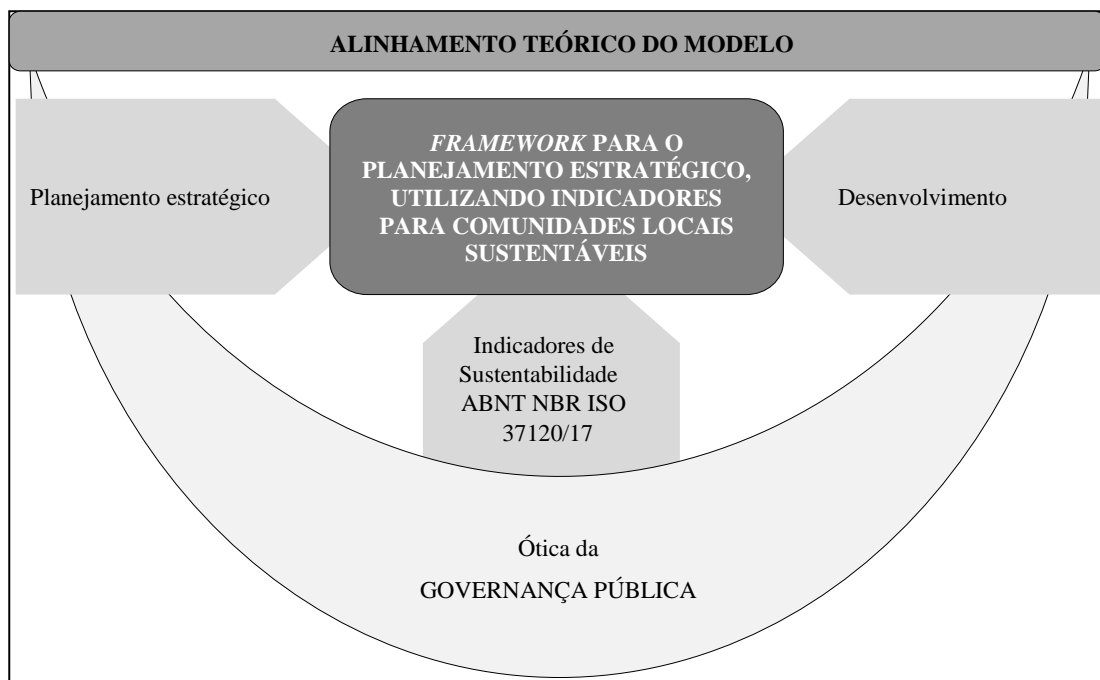 ALINHAMENTO TEÓRICO DO MODELO
FRAMEWORK PARA O
PLANEJAMENTO ESTRATÉGICO,
UTILIZANDO INDICADORES
PARA COMUNIDADES LOCAIS
SUSTENTÁVEIS
Planejamento estratégico
Desenvolvimento
Indicadores de
Sustentabilidade
ABNT NBR ISO
37120/17
Ótica da
GOVERNANÇA PÚBLICA